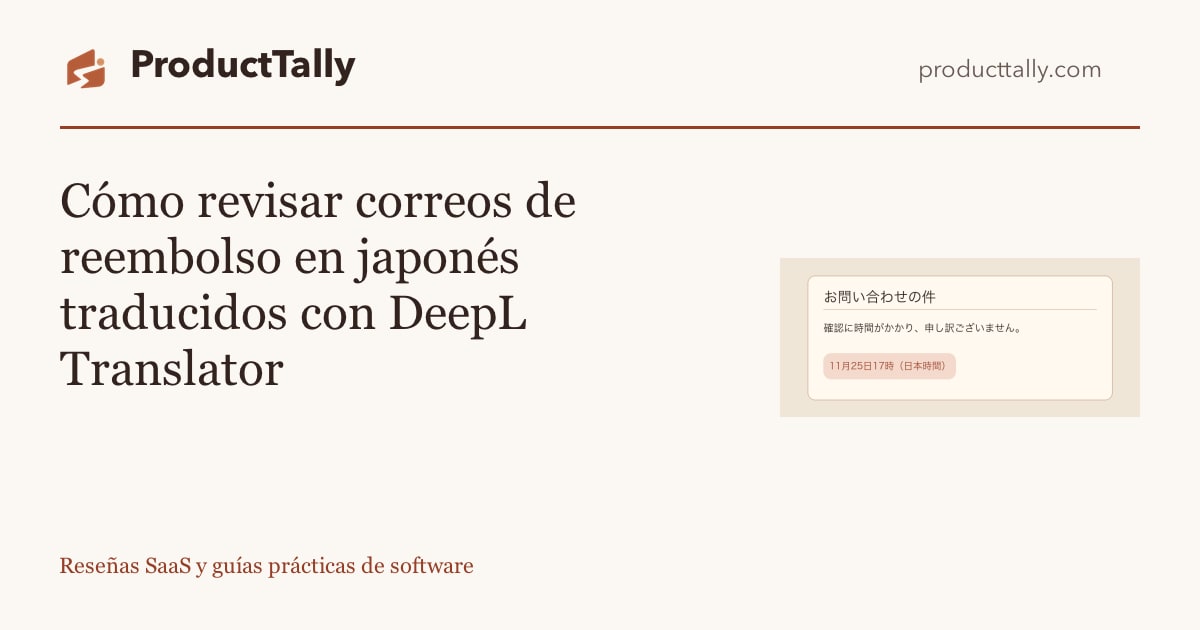 ProductTally
producttally.com
Cómo revisar correos de
reembolso en japonés
traducidos con DeepL
Translator
お問い合わせの件
確認に時間がかかり、申し訳ございません。
11月25日17時（日本時間）
Reseñas SaaS y guías prácticas de software